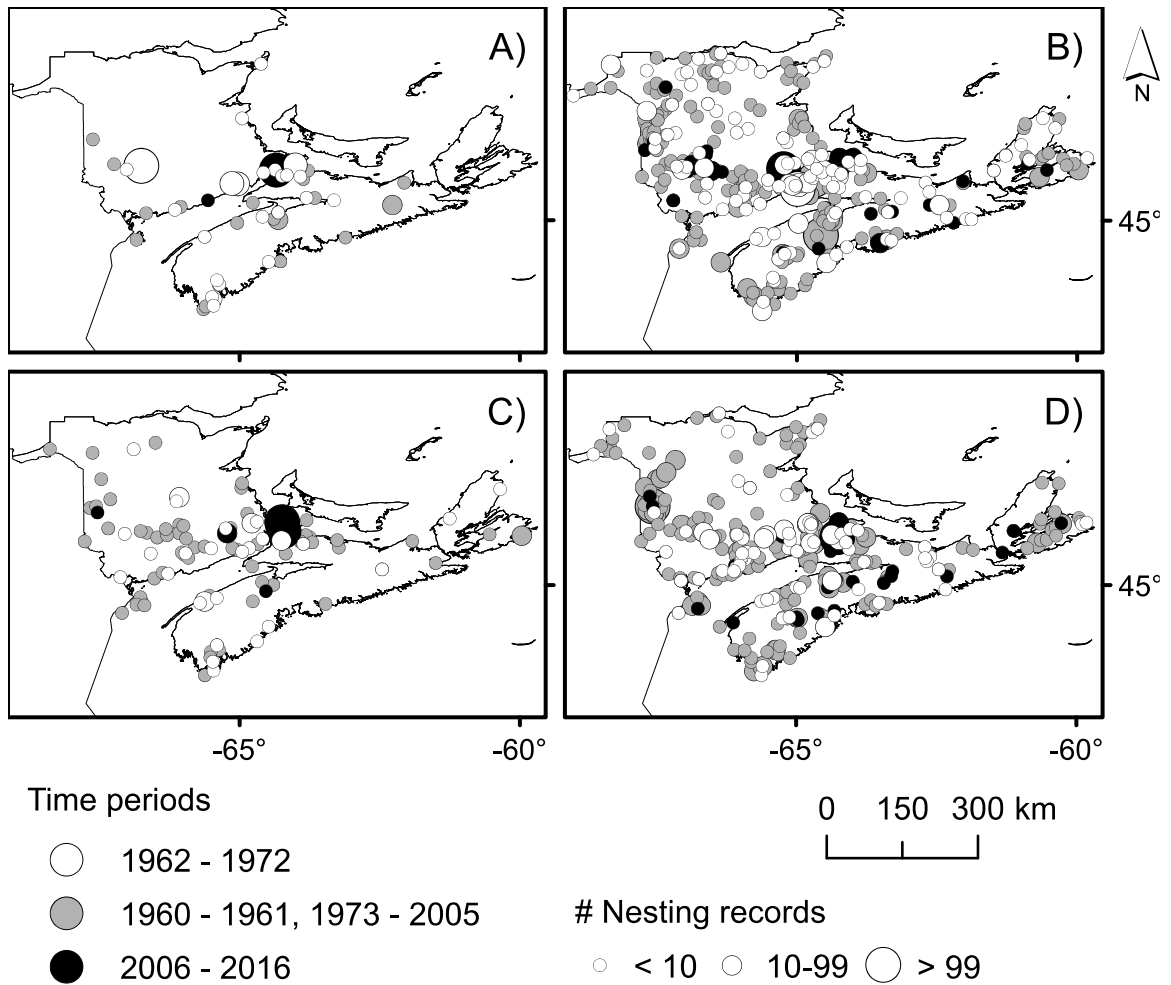 A)
B)
N
45°
C)
D)
45°
-65°
-60°
-65°
-60°
Time periods
0 150 300 km
1962 - 1972
1960 - 1961, 1973 - 2005
# Nesting records
2006 - 2016
< 10 10-99 > 99